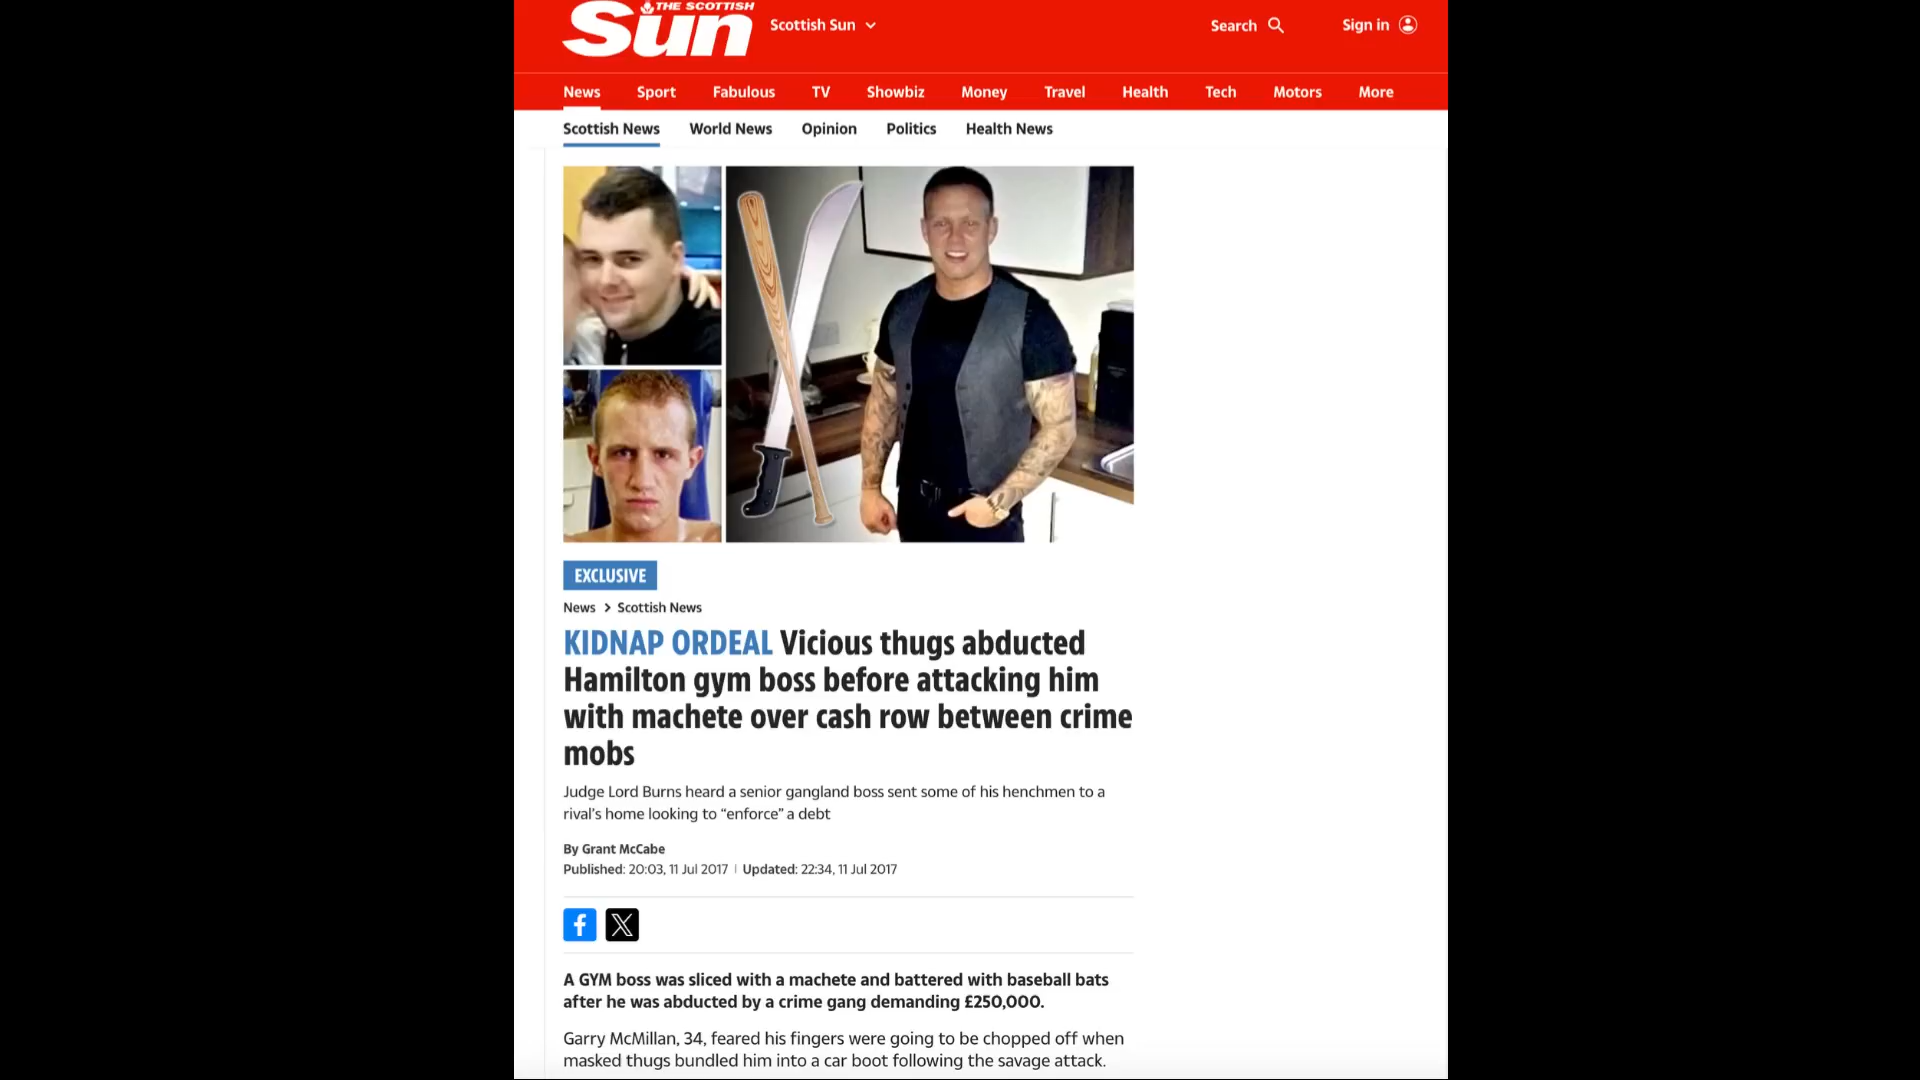 THE SCOTTISH
Sun
Scottish Sun
Search
Sign in
News Sport Fabulous TV Showbiz Money Travel Health Tech Motors More
Scottish News World News Opinion Politics Health News
EXCLUSIVE
News > Scottish News
KIDNAP ORDEAL Vicious thugs abducted
Hamilton gym boss before attacking him
with machete over cash row between crime
mobs
Judge Lord Burns heard a senior gangland boss sent some of his henchmen to a
rival's home looking to “enforce” a debt
By Grant McCabe
Published: 20:03, 11 Jul 2017 | Updated: 22:34, 11 Jul 2017
A GYM boss was sliced with a machete and battered with baseball bats
after he was abducted by a crime gang demanding £250,000.
Garry McMillan, 34, feared his fingers were going to be chopped off when
masked thugs bundled him into a car boot following the savage attack.